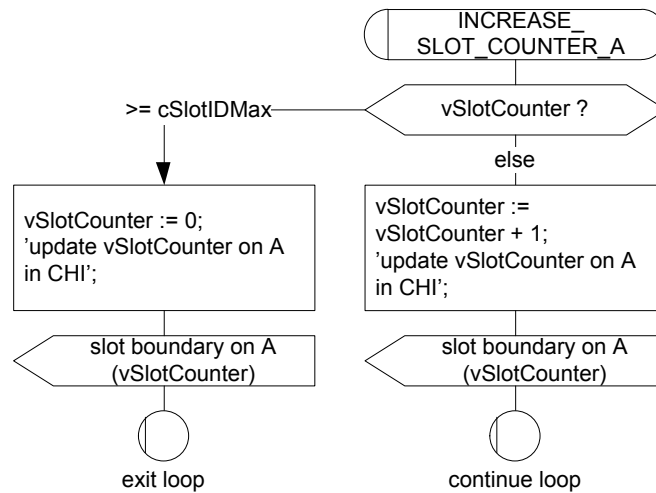 INCREASE_
SLOT_COUNTER_A
>= cSlotIDMax
vSlotCounter ?
else
vSlotCounter := 0;
'update vSlotCounter on A
in CHI';
vSlotCounter :=
vSlotCounter + 1;
'update vSlotCounter on A
in CHI';
slot boundary on A
(vSlotCounter)
slot boundary on A
(vSlotCounter)
exit loop
continue loop